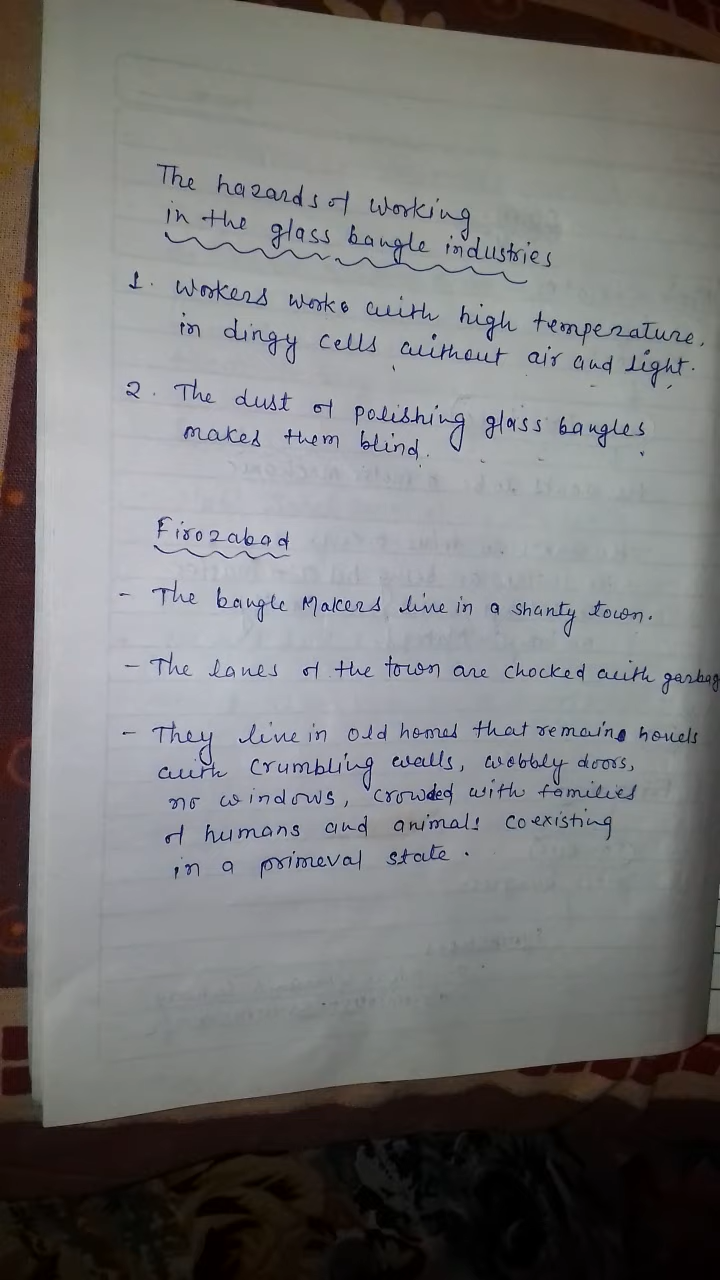 The hazards of working
in the glass bangle industries
1. Workers works with high temperature,
in dingy cells without air and light.
2. The dust of polishing glass bangles
makes them blind.
Firozabad
- The bangle Makers live in a shanty town.
- The lanes of the town are chocked with garbag
- They live in old homes that remains hovels
with crumbling walls, wobbly doors,
no windows, crowded with families
of humans and animals coexisting
in a primeval state.